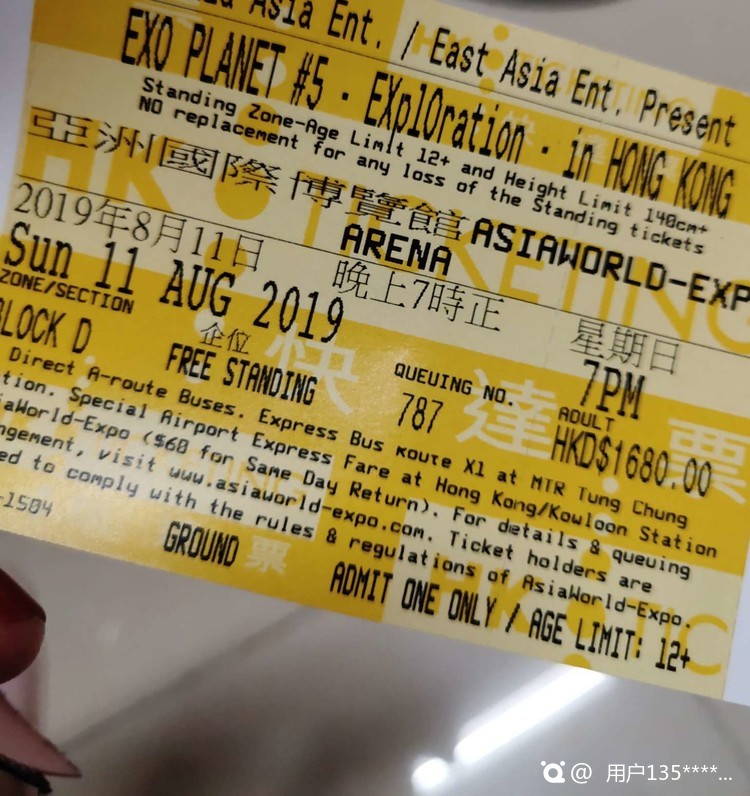 Asia Ent. / East Asia Ent. Present
EXO PLANET #5 - EXplOration - in HONG KONG
Standing Zone-Age Limit 12+ and Height Limit 140cm+
NO replacement for any loss of the Standing tickets
亞洲國際博覽館 ASIAWORLD-EXP
ARENA
2019年8月11日 晚上7時正 星期日
Sun 11 AUG 2019 7PM
ZONE/SECTION 企位 QUEUING NO. ADULT
BLOCK D FREE STANDING 787 HKD$1680.00
Direct A-route Buses. Express Bus Route X1 at MTR Tung Chung
tion. Special Airport Express Fare at Hong Kong/Kowloon Station
iaWorld-Expo ($60 for Same Day Return). For details & queuing
ngement, visit www.asiaworld-expo.com. Ticket holders are
ed to comply with the rules & regulations of AsiaWorld-Expo.
-1504
GROUND ADMIT ONE ONLY / AGE LIMIT: 12+
快達票
@ 用户135****...